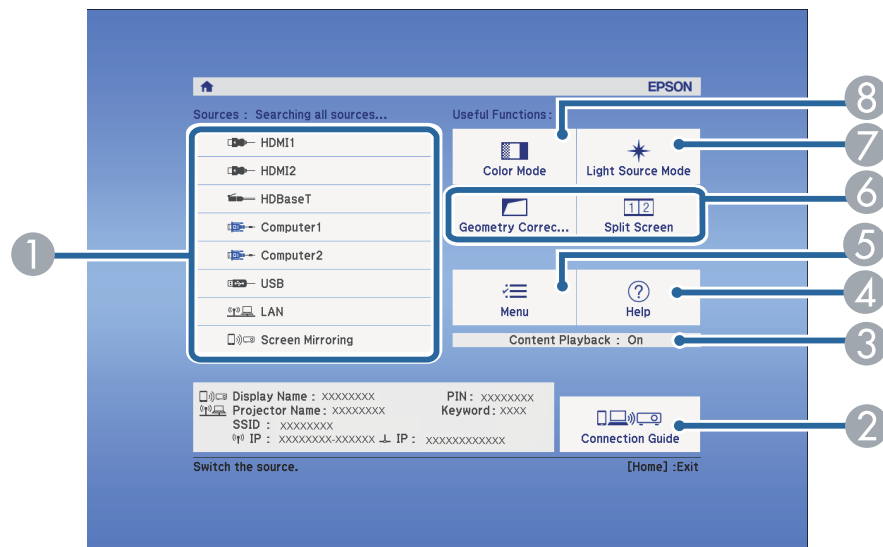 EPSON
Sources : Searching all sources...
HDMI1
HDMI2
HDBaseT
Computer1
Computer2
USB
LAN
Screen Mirroring
1
Useful Functions:
Color Mode
Light Source Mode
Geometry Correc...
1 2
Split Screen
Menu
?
Help
Content Playback : On
8
7
6
5
4
3
Display Name : XXXXXXXX PIN : XXXXXXXX
Projector Name : XXXXXXXX Keyword : XXXX
SSID : XXXXXXXX
IP : XXXXXXXX-XXXXXX IP : XXXXXXXXXXXX
Connection Guide
2
Switch the source. [Home] :Exit